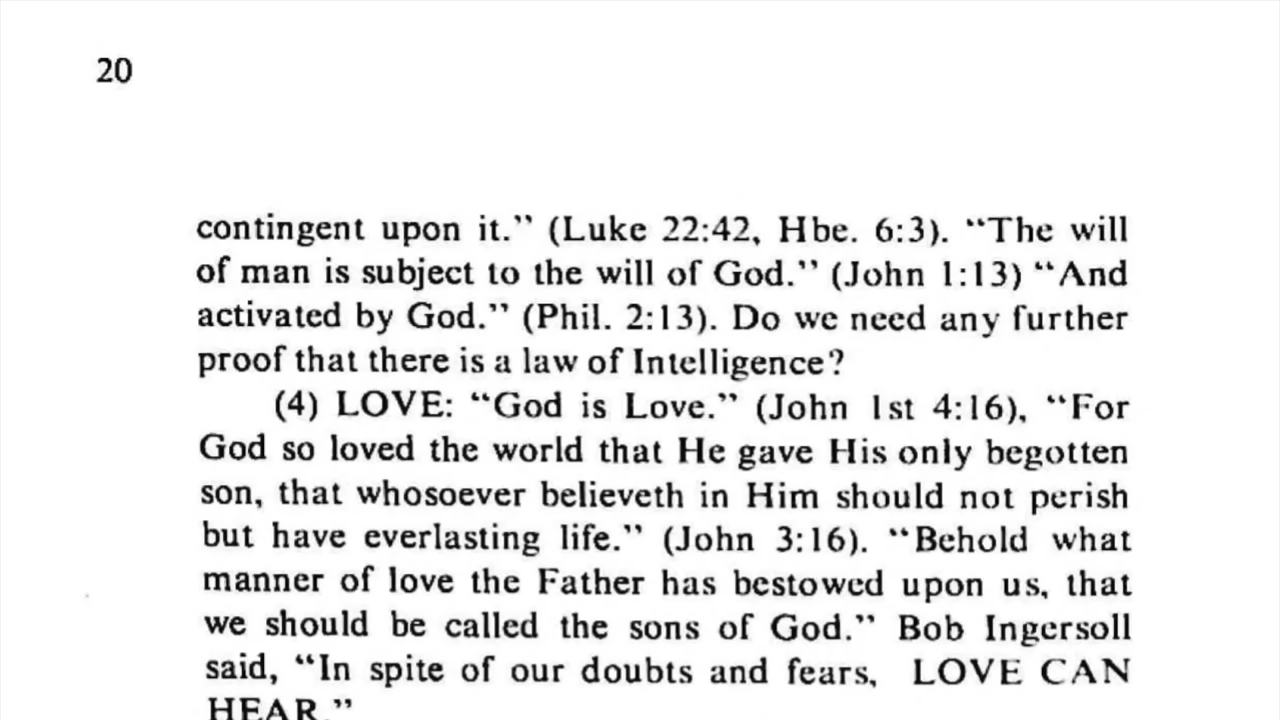 20
contingent upon it." (Luke 22:42, Hbe. 6:3). "The will
of man is subject to the will of God." (John 1:13) "And
activated by God." (Phil. 2:13). Do we need any further
proof that there is a law of Intelligence?
(4) LOVE: "God is Love." (John 1st 4:16), "For
God so loved the world that He gave His only begotten
son, that whosoever believeth in Him should not perish
but have everlasting life." (John 3:16). "Behold what
manner of love the Father has bestowed upon us, that
we should be called the sons of God." Bob Ingersoll
said, "In spite of our doubts and fears, LOVE CAN
HEAR."